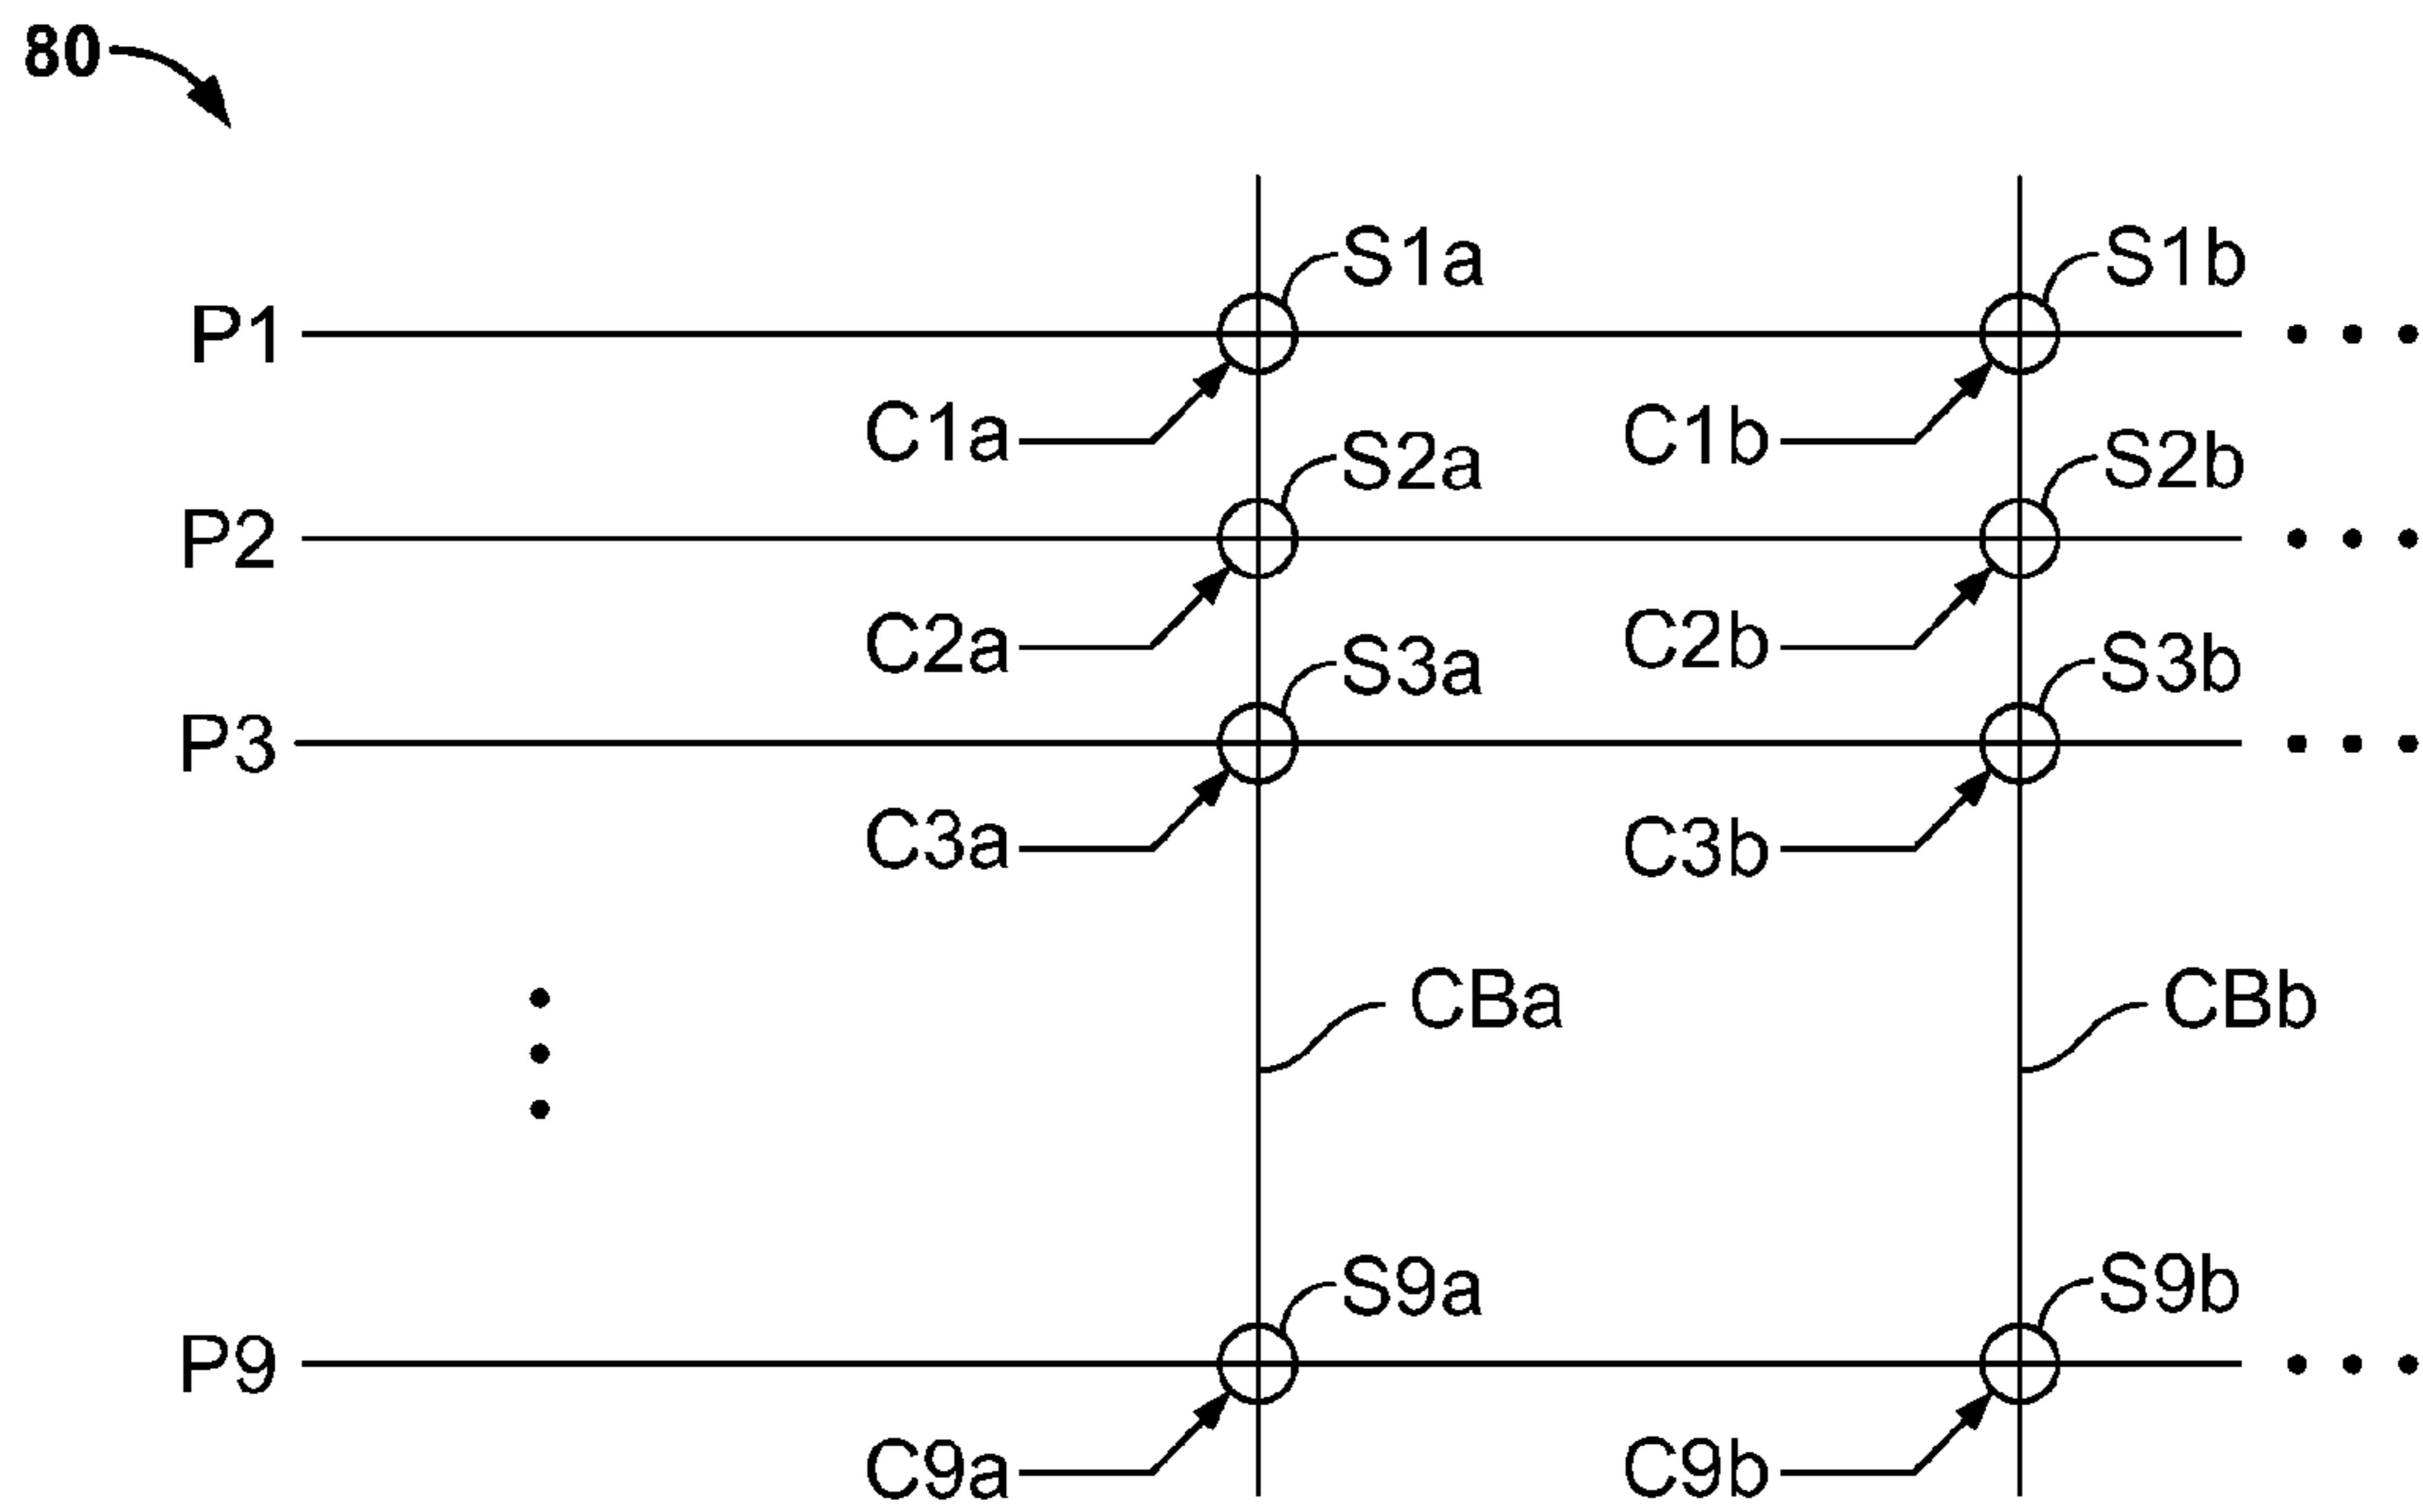 80
S1a S1b
P1
C1a C1b
S2a S2b
P2
C2a C2b
S3a S3b
P3
C3a C3b
CBa CBb
S9a S9b
P9
C9a C9b